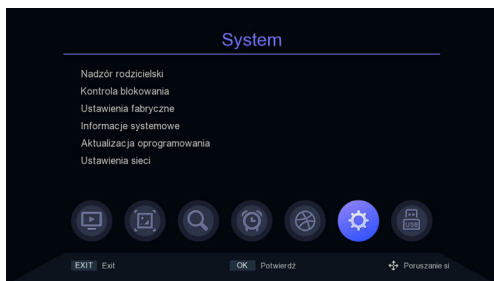 System
Nadzór rodzicielski
Kontrola blokowania
Ustawienia fabryczne
Informacje systemowe
Aktualizacja oprogramowania
Ustawienia sieci
USB
EXIT Exit OK Potwierdź Poruszanie si